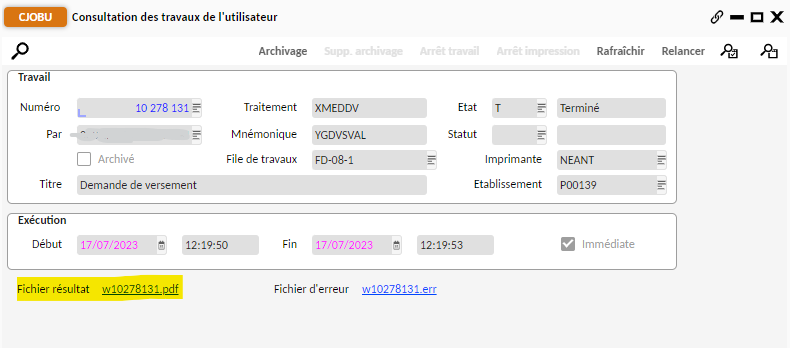 CJOBU Consultation des travaux de l'utilisateur
Archivage Supp. archivage Arrêt travail Arrêt impression Rafraîchir Relancer
Travail
Numéro 10 278 131 Traitement XMEDDV Etat T Terminé
Par Mnémonique YGDVSVAL Statut
Archivé File de travaux FD-08-1 Imprimante NEANT
Titre Demande de versement Etablissement P00139
Exécution
Début 17/07/2023 12:19:50 Fin 17/07/2023 12:19:53 Immédiate
Fichier résultat w10278131.pdf Fichier d'erreur w10278131.err